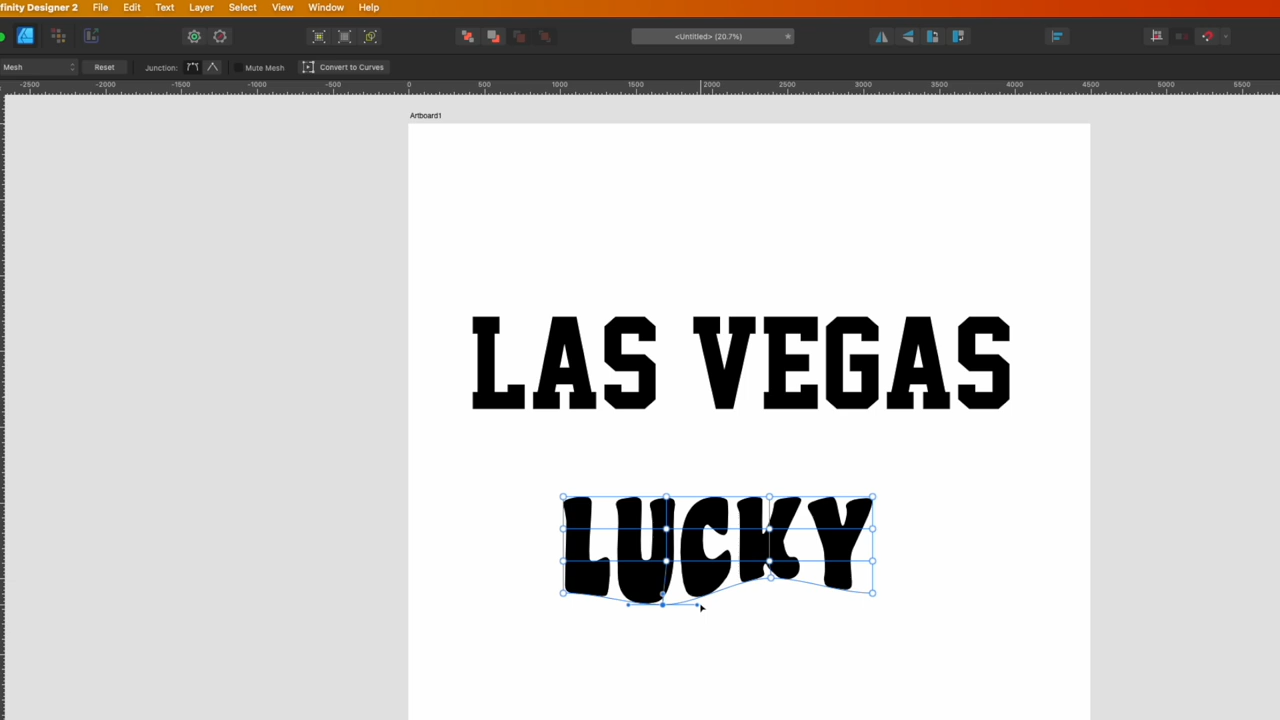 finity Designer 2 File Edit Text Layer Select View Window Help
<Untitled> (20.7%)
Mesh Reset Junction: Mute Mesh Convert to Curves
-2500 -2000 -1500 -1000 -500 0 500 1000 1500 2000 2500 3000 3500 4000 4500 5000 5500
Artboard1
LAS VEGAS
LUCKY